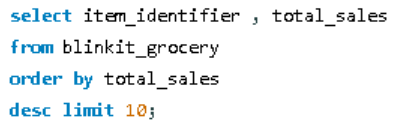 select item_identifier , total_sales
from blinkit_grocery
order by total_sales
desc limit 10;